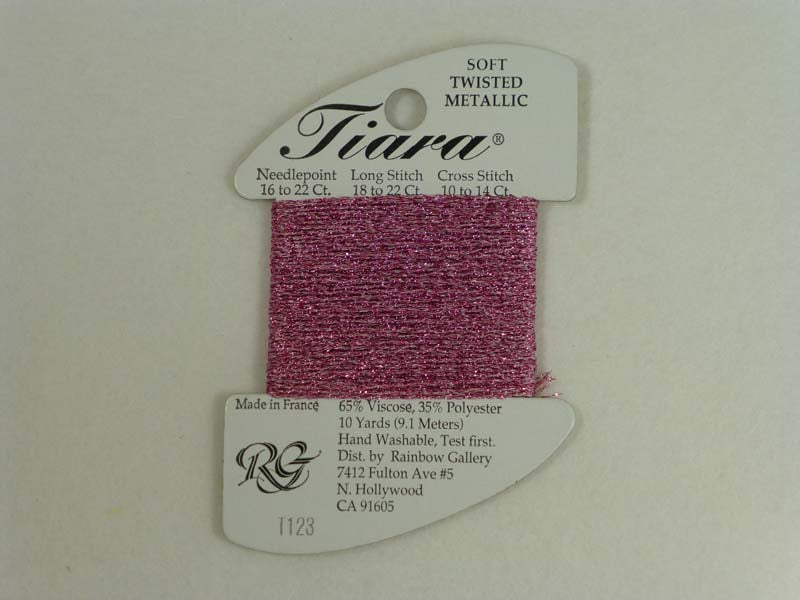 SOFT
TWISTED
METALLIC
Tiara®
Needlepoint Long Stitch Cross Stitch
16 to 22 Ct. 18 to 22 Ct. 10 to 14 Ct.
Made in France
65% Viscose, 35% Polyester
10 Yards (9.1 Meters)
Hand Washable, Test first.
Dist. by Rainbow Gallery
7412 Fulton Ave #5
N. Hollywood
CA 91605
RG
T123